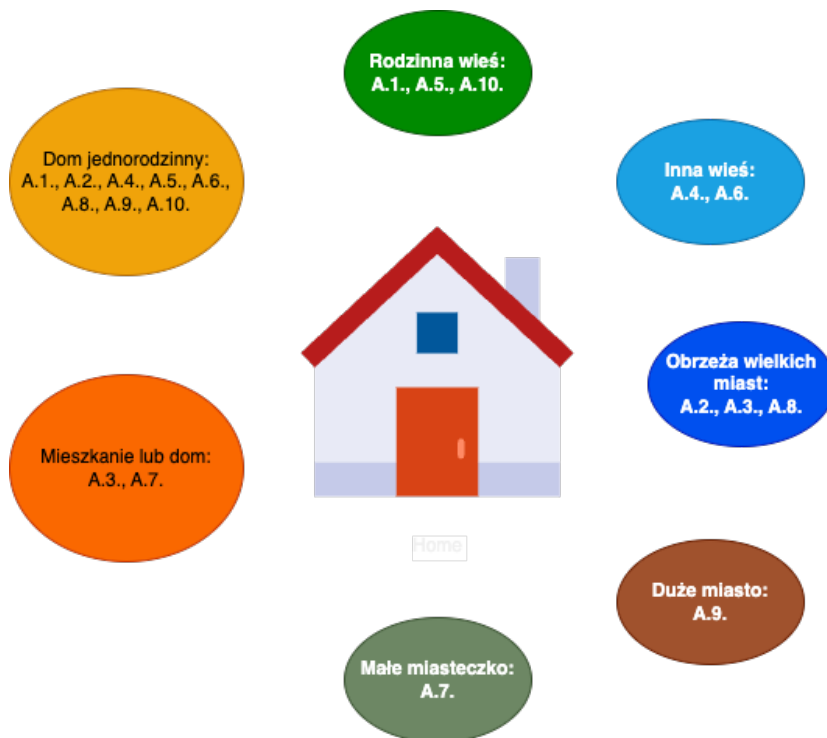 Rodzinna wieś:
A.1., A.5., A.10.
Dom jednorodzinny:
A.1., A.2., A.4., A.5., A.6.,
A.8., A.9., A.10.
Inna wieś:
A.4., A.6.
Obrzeża wielkich
miast:
A.2., A.3., A.8.
Mieszkanie lub dom:
A.3., A.7.
Home
Duże miasto:
A.9.
Małe miasteczko:
A.7.